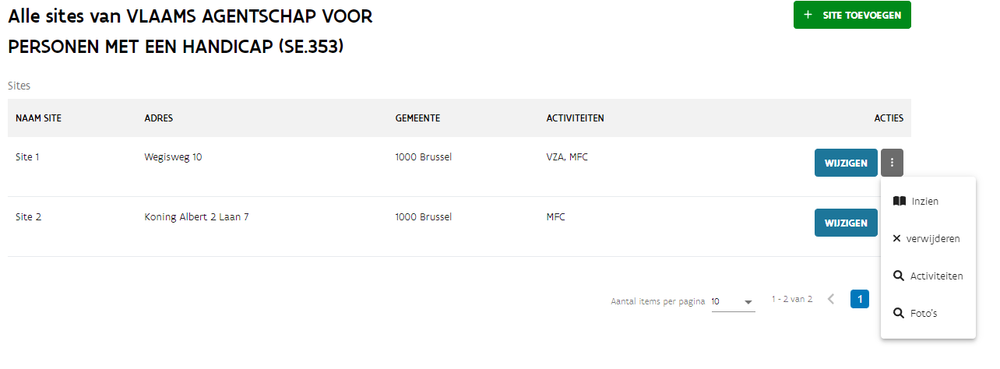 Alle sites van VLAAMS AGENTSCHAP VOOR
PERSONEN MET EEN HANDICAP (SE.353)
+ SITE TOEVOEGEN
Sites
NAAM SITE ADRES GEMEENTE ACTIVITEITEN ACTIES
Site 1 Wegisweg 10 1000 Brussel VZA, MFC WIJZIGEN
Inzien
Site 2 Koning Albert 2 Laan 7 1000 Brussel MFC WIJZIGEN
verwijderen
Activiteiten
Aantal items per pagina 10 1 - 2 van 2 1
Foto's